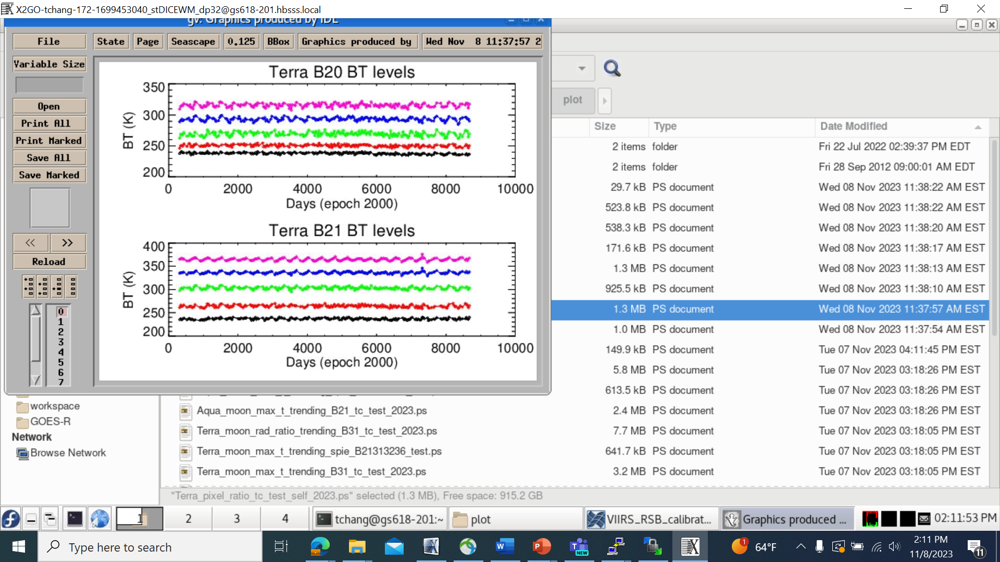 X2GO-tchang-172-1699453040_stDICEWM_dp32@gs618-201.hbsss.local
gv: Graphics produced by IDL
File
State
Page
Seascape
0.125
BBox
Graphics produced by
Wed Nov 8 11:37:57 2
Variable Size
Open
Print All
Print Marked
Save All
Save Marked
<< >>
Reload
0
1
2
3
4
5
6
7
Terra B20 BT levels
350
300
250
200
BT (K)
0 2000 4000 6000 8000 10000
Days (epoch 2000)
Terra B21 BT levels
400
350
300
250
200
BT (K)
0 2000 4000 6000 8000 10000
Days (epoch 2000)
plot
Size Type Date Modified
2 items folder Fri 22 Jul 2022 02:39:37 PM EDT
2 items folder Fri 28 Sep 2012 09:00:01 AM EDT
29.7 kB PS document Wed 08 Nov 2023 11:38:22 AM EST
523.8 kB PS document Wed 08 Nov 2023 11:38:22 AM EST
538.3 kB PS document Wed 08 Nov 2023 11:38:20 AM EST
171.6 kB PS document Wed 08 Nov 2023 11:38:17 AM EST
1.3 MB PS document Wed 08 Nov 2023 11:38:13 AM EST
925.5 kB PS document Wed 08 Nov 2023 11:38:10 AM EST
1.3 MB PS document Wed 08 Nov 2023 11:37:57 AM EST
1.0 MB PS document Wed 08 Nov 2023 11:37:54 AM EST
149.9 kB PS document Tue 07 Nov 2023 04:11:45 PM EST
5.8 MB PS document Tue 07 Nov 2023 03:18:26 PM EST
613.5 kB PS document Tue 07 Nov 2023 03:18:26 PM EST
Aqua_moon_max_t_trending_B21_tc_test_2023.ps 2.4 MB PS document Tue 07 Nov 2023 03:18:26 PM EST
Terra_moon_rad_ratio_trending_B31_tc_test_2023.ps 7.7 MB PS document Tue 07 Nov 2023 03:18:05 PM EST
Terra_moon_max_t_trending_spie_B21313236_test.ps 641.7 kB PS document Tue 07 Nov 2023 03:18:05 PM EST
Terra_moon_max_t_trending_B31_tc_test_2023.ps 3.2 MB PS document Tue 07 Nov 2023 03:18:05 PM EST
workspace
GOES-R
Network
Browse Network
"Terra_pixel_ratio_tc_test_self_2023.ps" selected (1.3 MB), Free space: 915.2 GB
1 2 3 4
tchang@gs618-201:~
plot
VIIRS_RSB_calibrat...
Graphics produced ...
02:11:53 PM
Type here to search
W
P
T
NEW
X
1
64°F
2:11 PM
11/8/2023
11